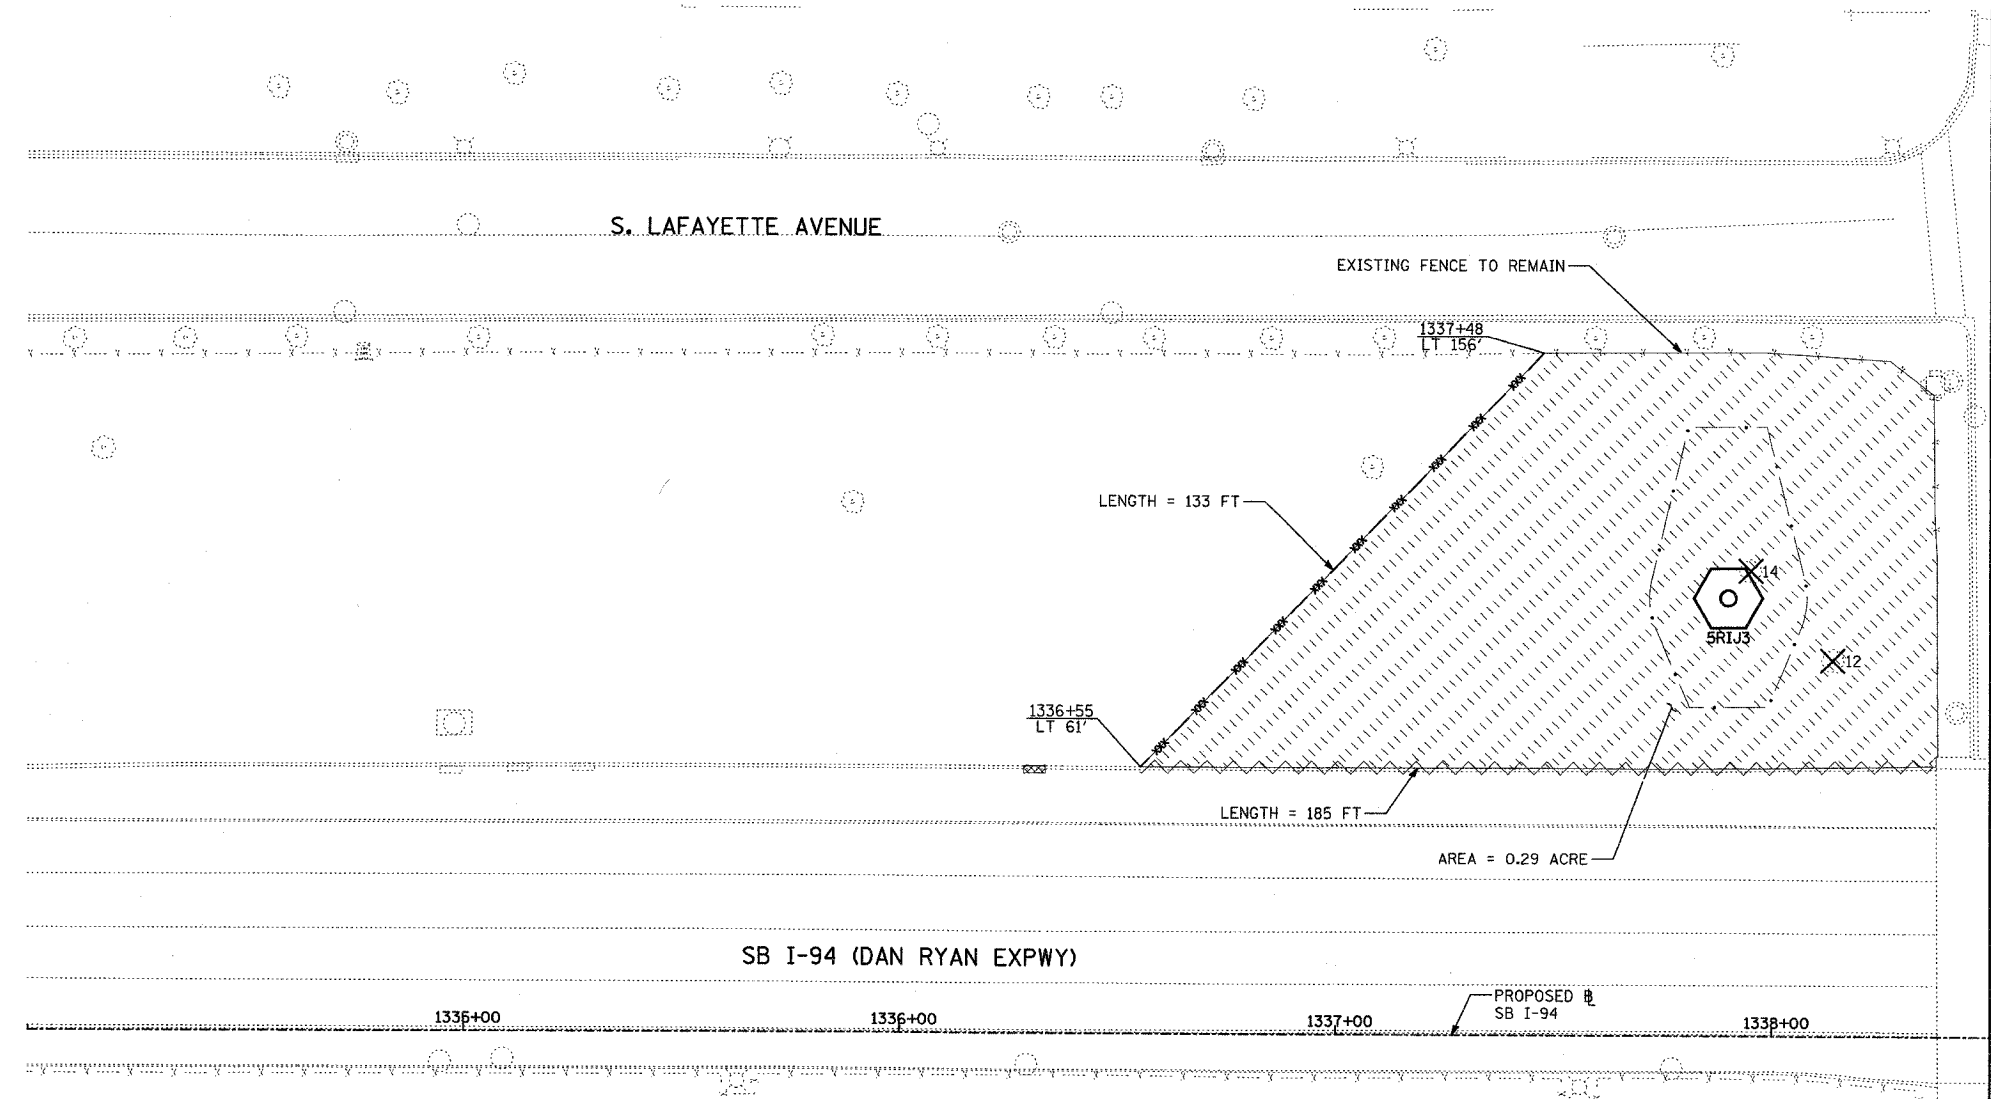 S. LAFAYETTE AVENUE
EXISTING FENCE TO REMAIN
1337+48
LT 156'
LENGTH = 133 FT
14
5RIJ3
12
1336+55
LT 61'
LENGTH = 185 FT
AREA = 0.29 ACRE
SB I-94 (DAN RYAN EXPWY)
PROPOSED ℄
SB I-94
1335+00
1336+00
1337+00
1338+00